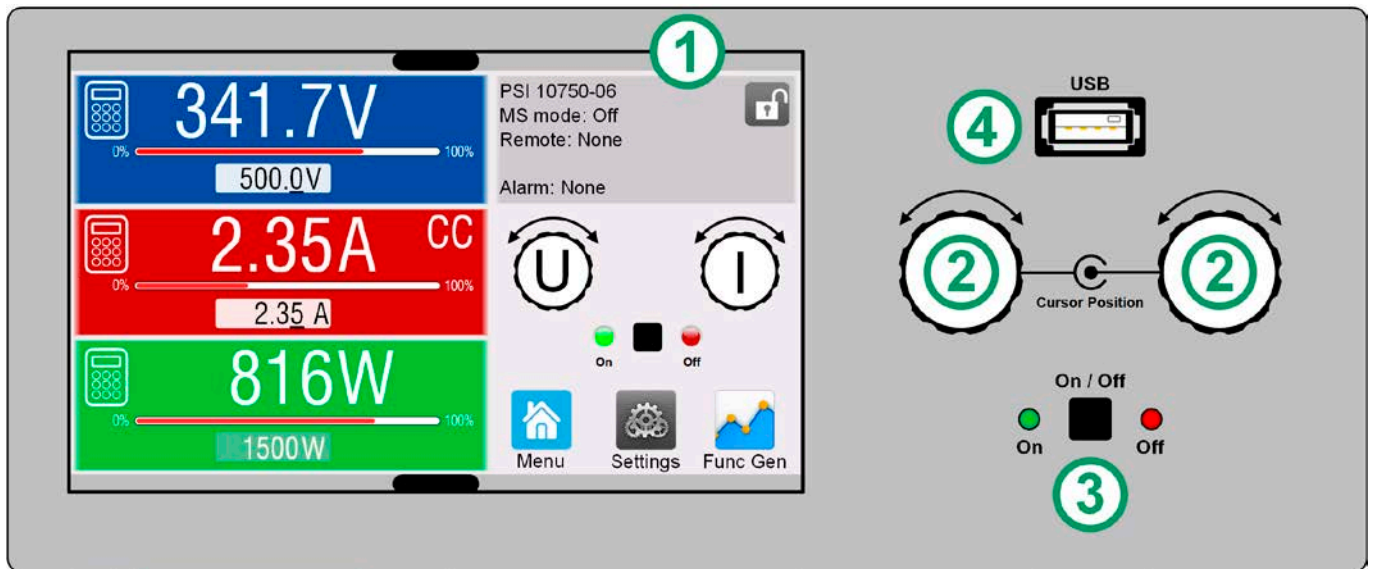 1
341.7V
0% 100%
500.0V
2.35A CC
0% 100%
2.35 A
816W
0% 100%
1500W
PSI 10750-06
MS mode: Off
Remote: None
Alarm: None
U I
On Off
Menu Settings Func Gen
USB
4
2 2
Cursor Position
On / Off
On Off
3